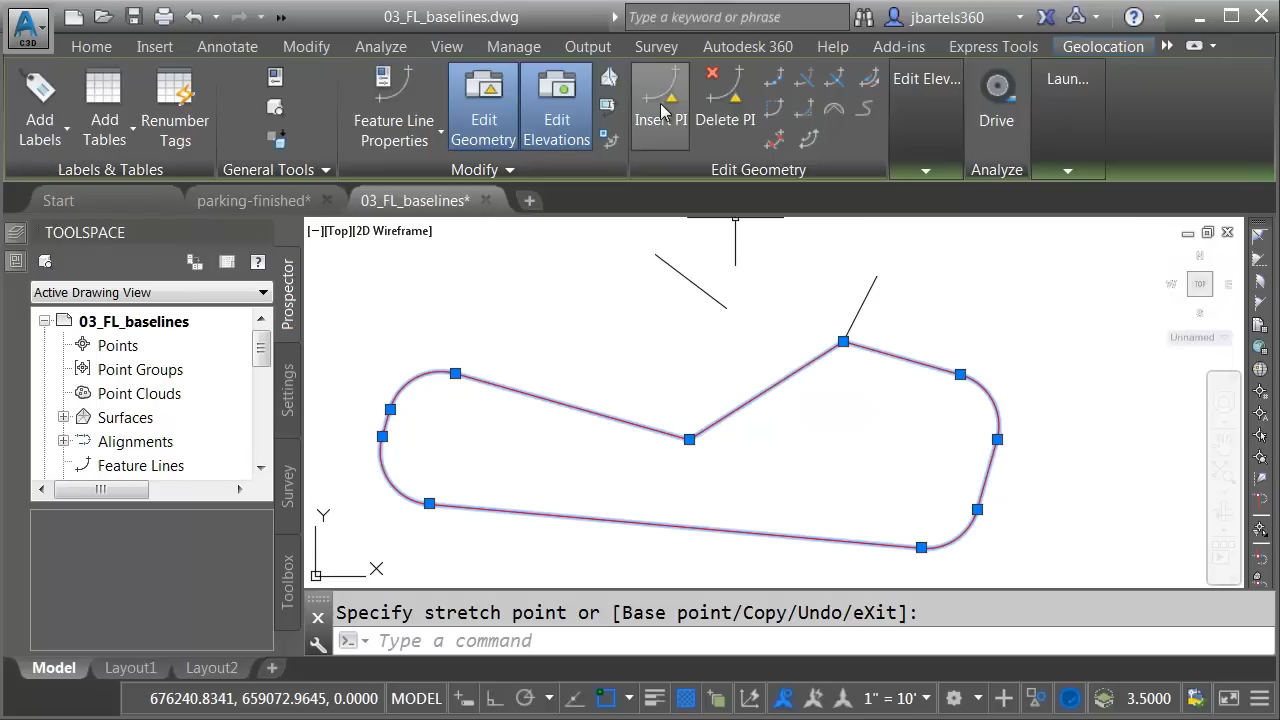 03_FL_baselines.dwg
Type a keyword or phrase
jbartels360
C3D
Home Insert Annotate Modify Analyze View Manage Output Survey Autodesk 360 Help Add-ins Express Tools Geolocation
Add Labels
Add Tables
Renumber Tags
Feature Line Properties
Edit Geometry
Edit Elevations
Insert PI
Delete PI
Edit Elev...
Drive
Laun...
Labels & Tables
General Tools
Modify
Edit Geometry
Analyze
Start
parking-finished*
03_FL_baselines*
TOOLSPACE
[−][Top][2D Wireframe]
Active Drawing View
03_FL_baselines
Points
Point Groups
Point Clouds
Surfaces
Alignments
Feature Lines
Prospector
Settings
Survey
Toolbox
N
W TOP E
S
Unnamed
Y
X
Specify stretch point or [Base point/Copy/Undo/eXit]:
Type a command
Model Layout1 Layout2
676240.8341, 659072.9645, 0.0000 MODEL 1" = 10' 3.5000